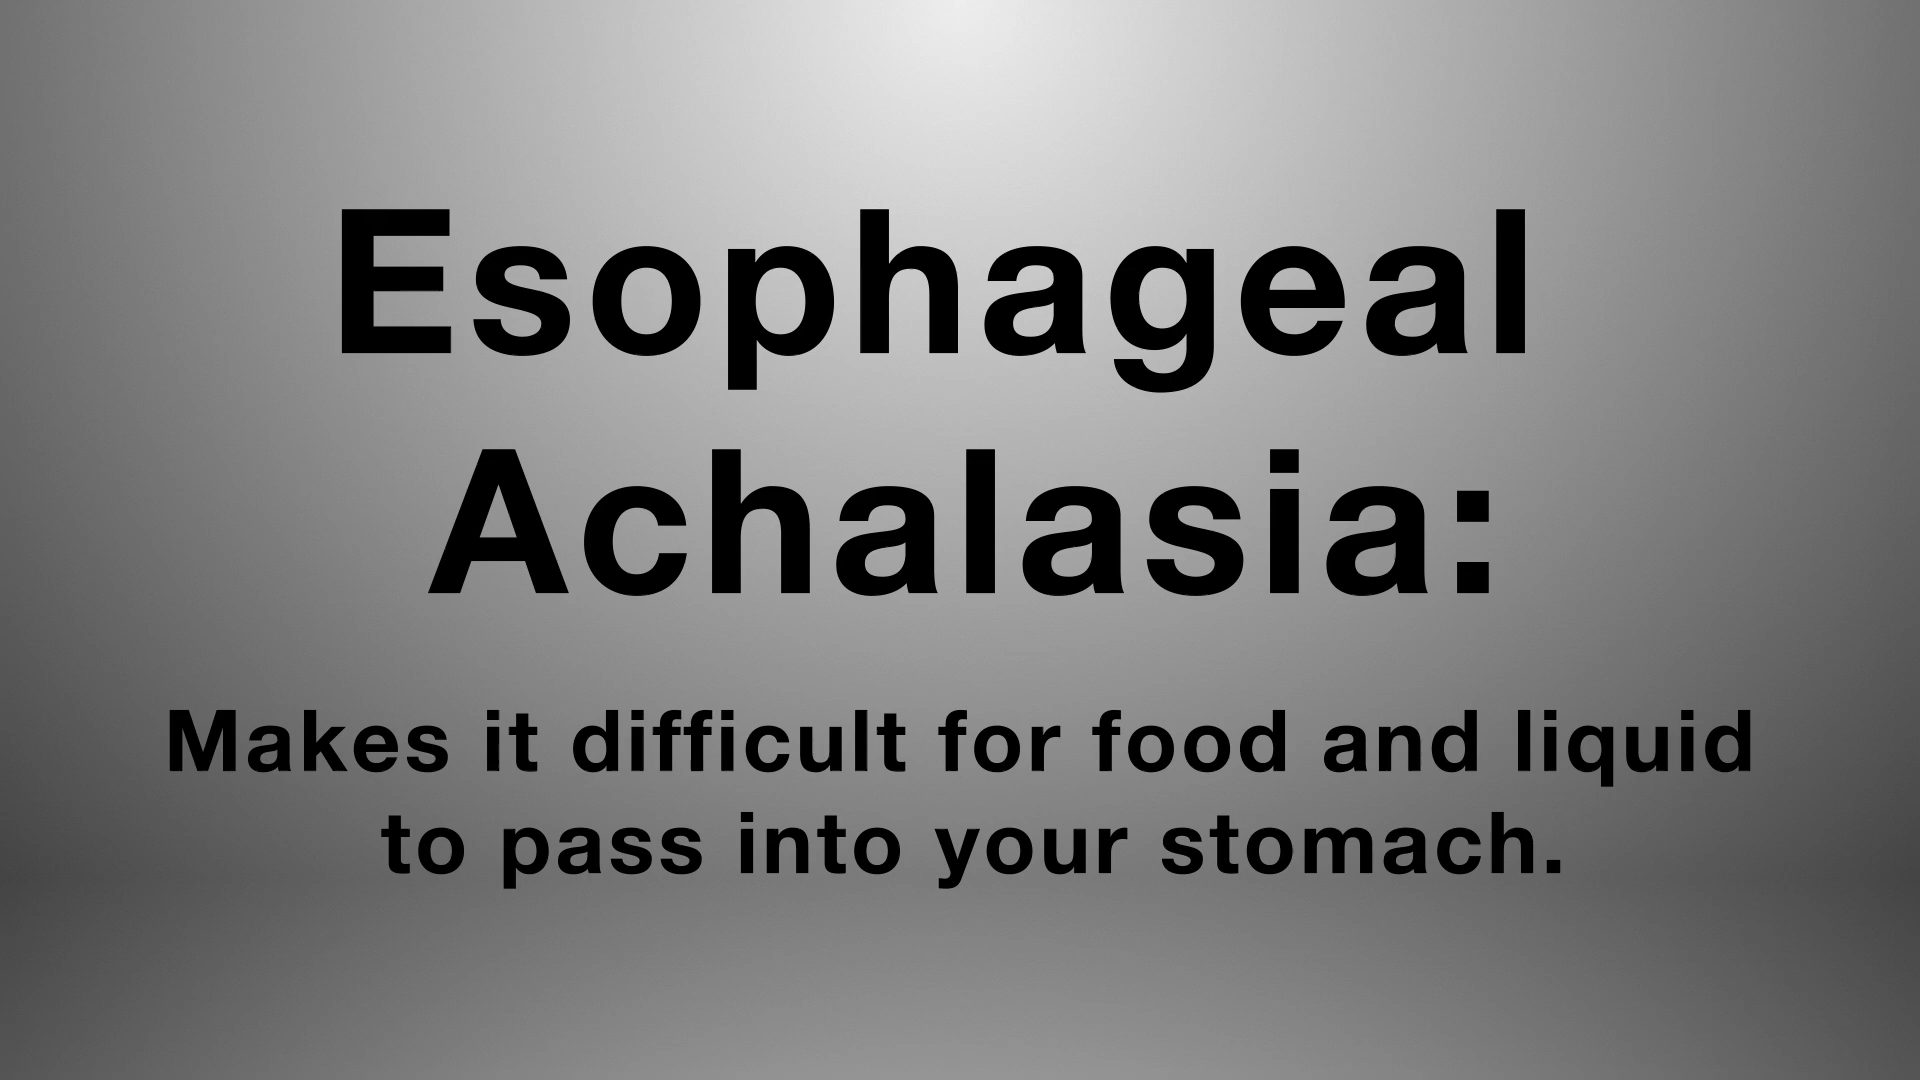 Esophageal
Achalasia:
Makes it difficult for food and liquid
to pass into your stomach.